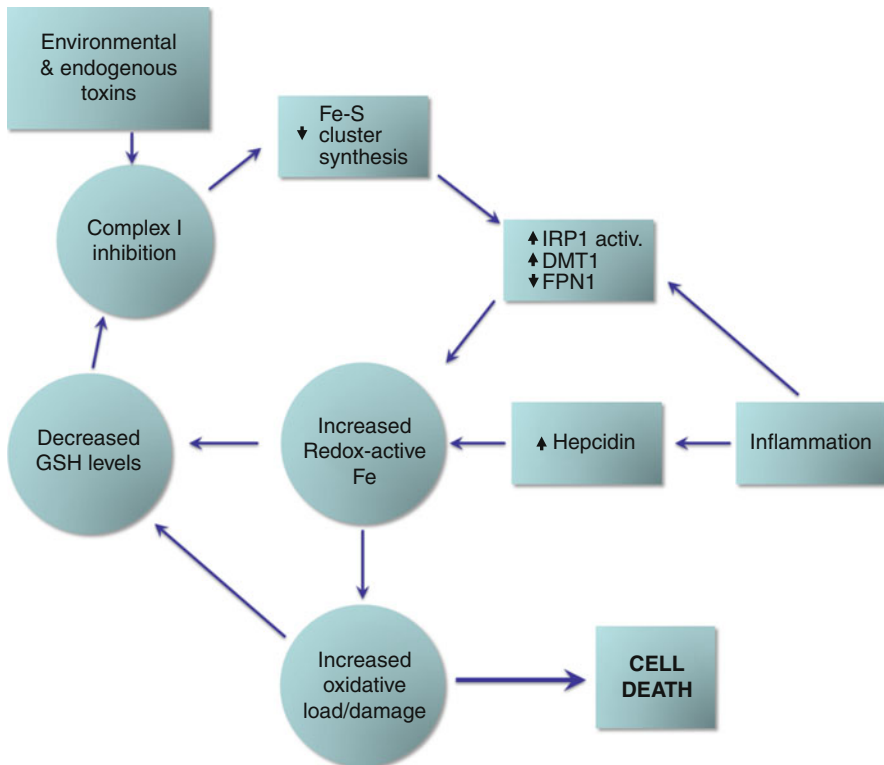 Environmental
& endogenous
toxins
Fe-S
cluster
synthesis
Complex I
inhibition
IRP1 activ.
DMT1
FPN1
Decreased
GSH levels
Increased
Redox-active
Fe
Hepcidin
Inflammation
Increased
oxidative
load/damage
CELL
DEATH